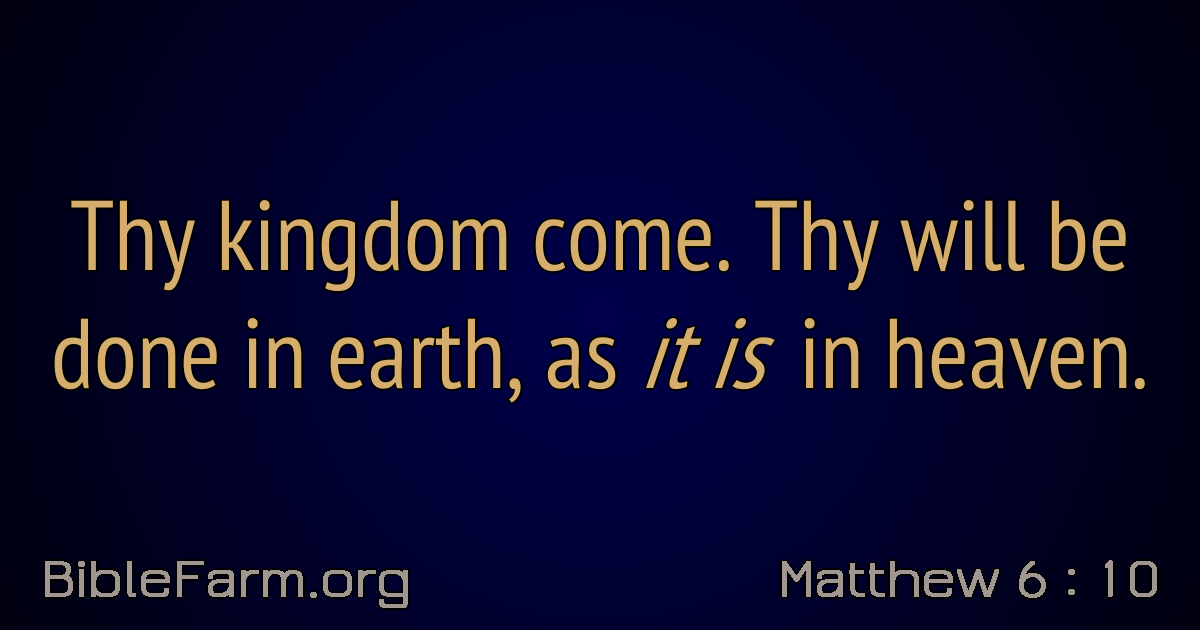 Thy kingdom come. Thy will be
done in earth, as it is in heaven.
BibleFarm.org
Matthew 6 : 10